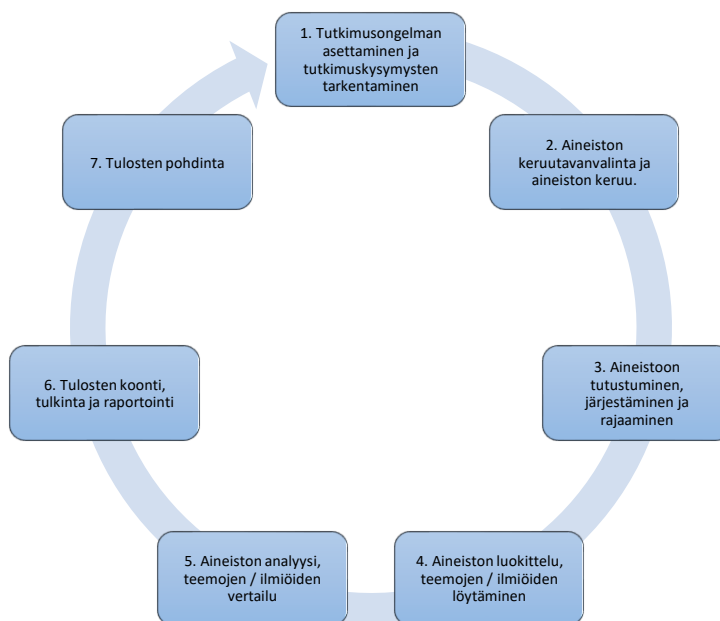 1. Tutkimusongelman
asettaminen ja
tutkimuskysymysten
tarkentaminen
2. Aineiston
keruutavanvalinta ja
aineiston keruu.
3. Aineistoon
tutustuminen,
järjestäminen ja
rajaaminen
4. Aineiston luokittelu,
teemojen / ilmiöiden
löytäminen
5. Aineiston analyysi,
teemojen / ilmiöiden
vertailu
6. Tulosten koonti,
tulkinta ja raportointi
7. Tulosten pohdinta